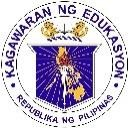 KAGAWARAN NG EDUKASYON
REPUBLIKA NG PILIPINAS